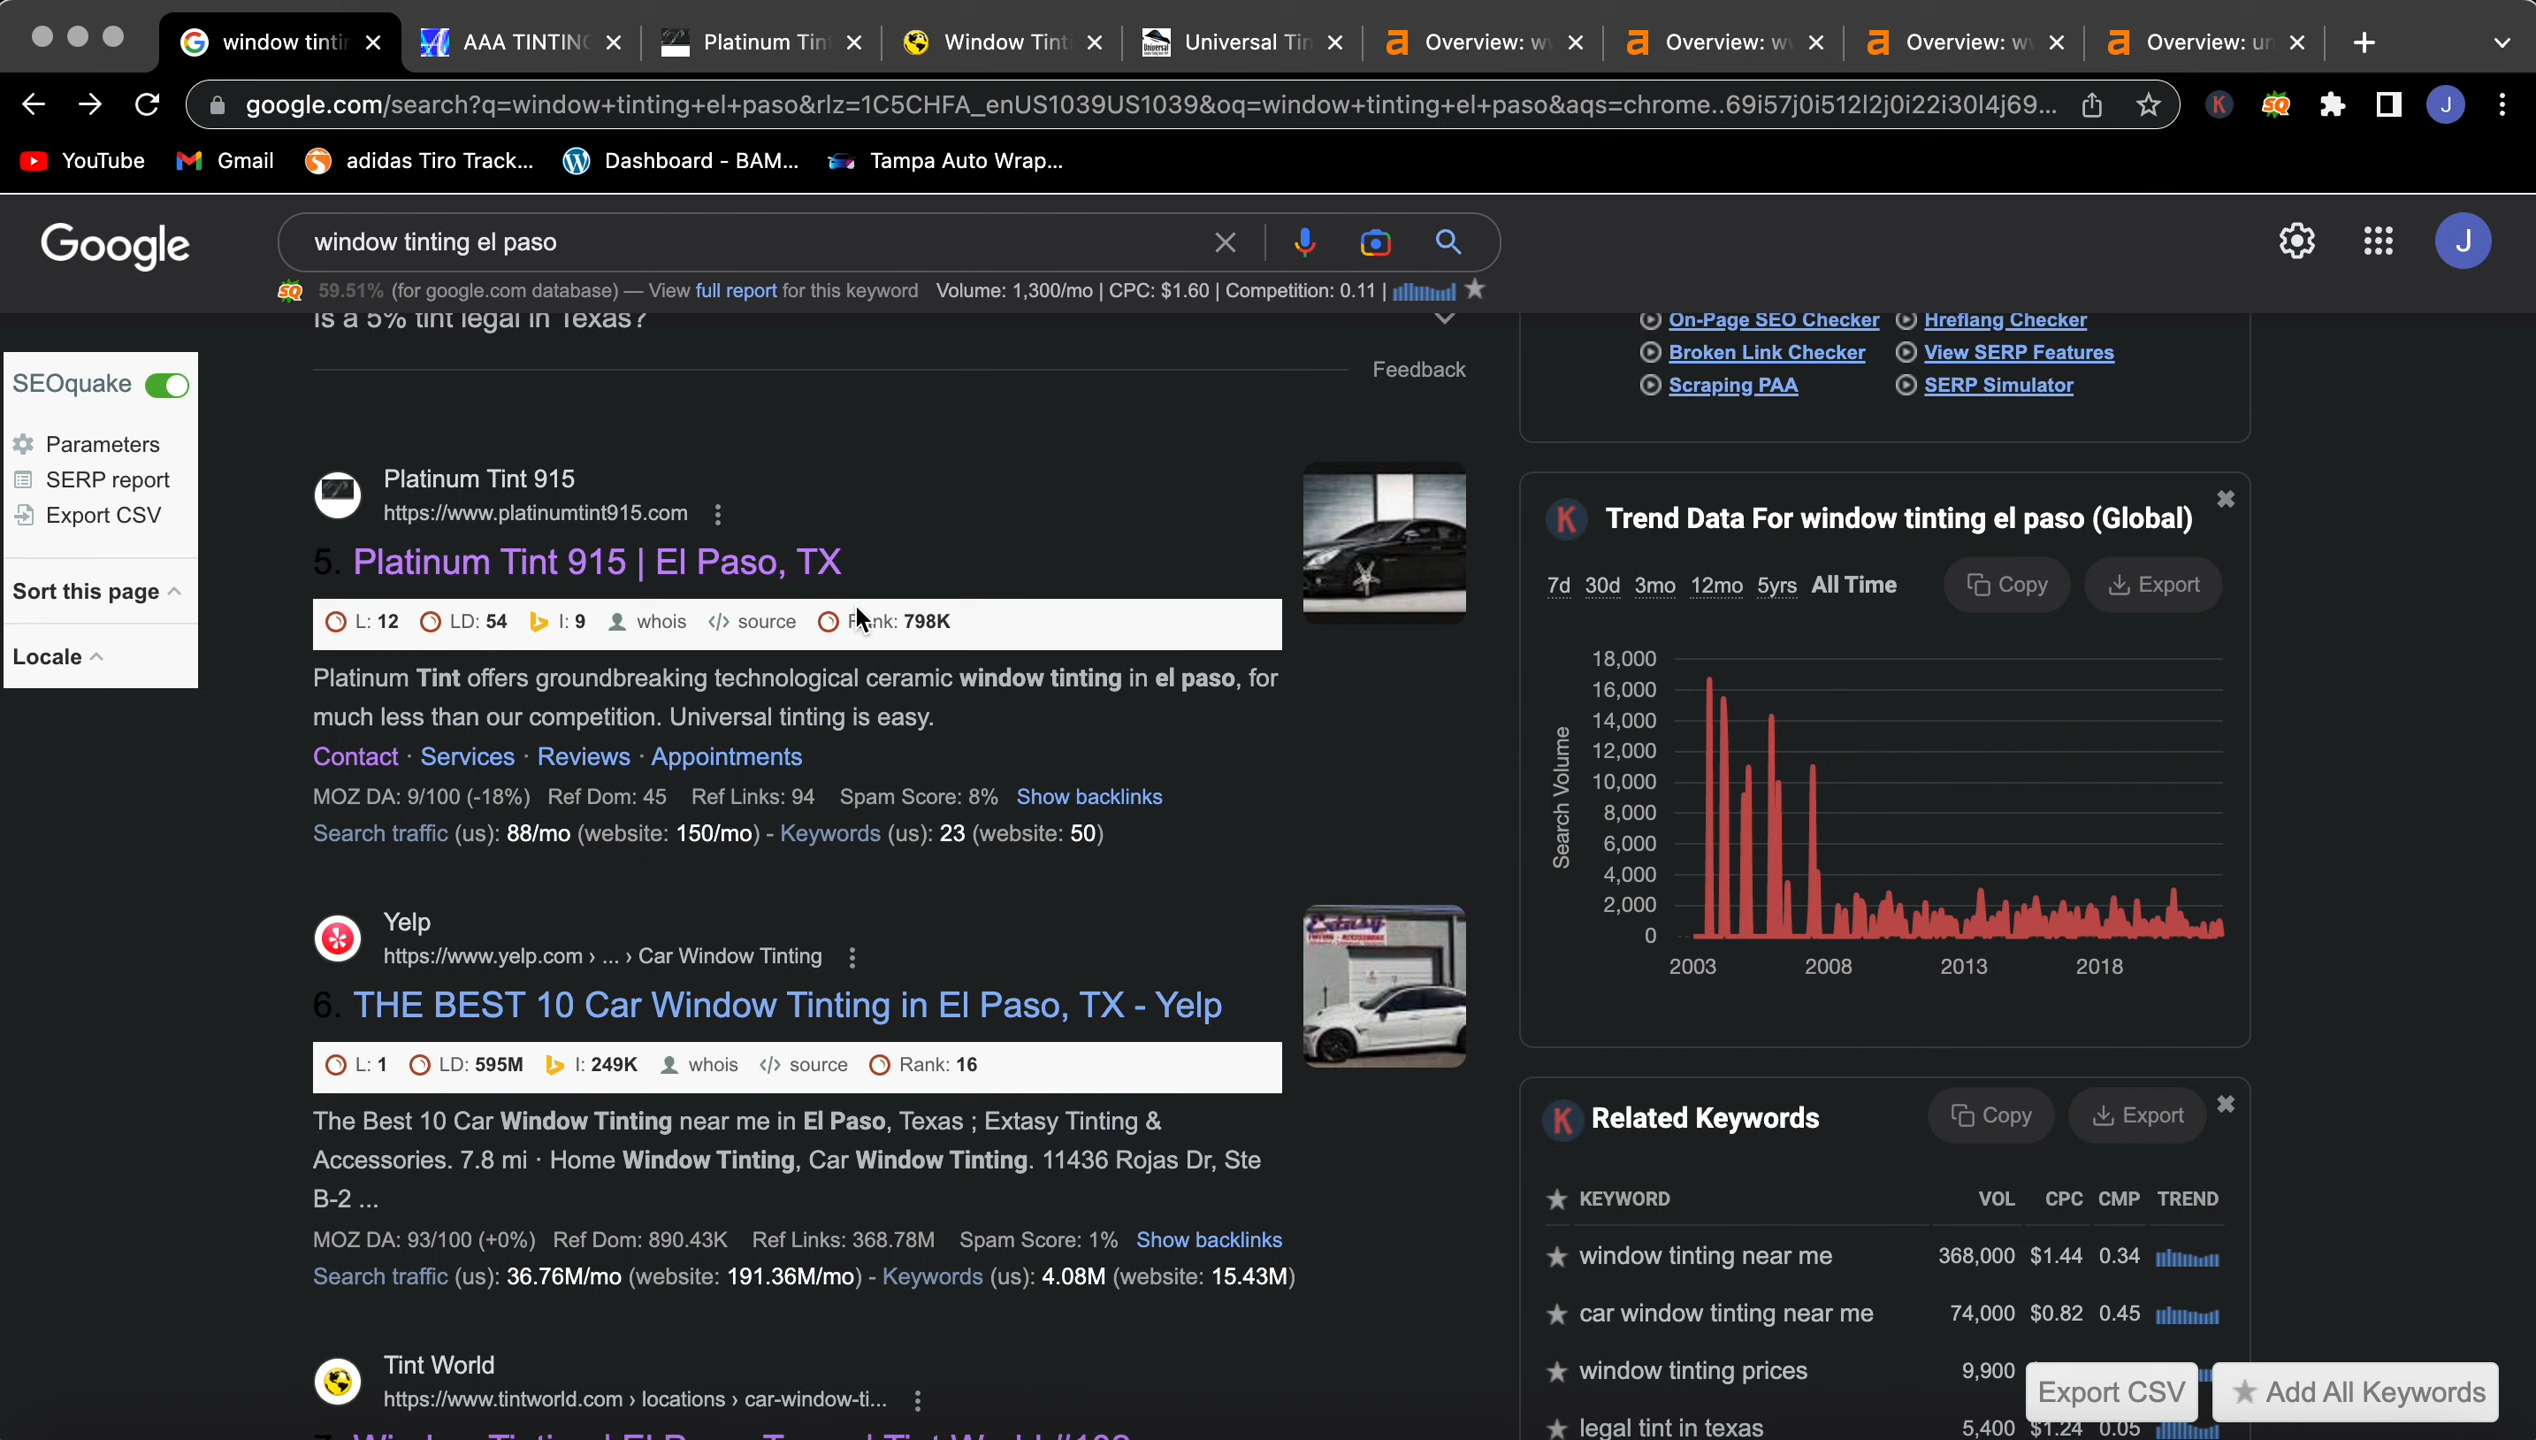 window tintin
AAA TINTING
Platinum Tin
Window Tint
Universal Tin
Overview: w
Overview: w
Overview: w
Overview: un
google.com/search?q=window+tinting+el+paso&rlz=1C5CHFA_enUS1039US1039&oq=window+tinting+el+paso&aqs=chrome..69i57j0i512l2j0i22i30l4j69...
K
SQ
J
YouTube
Gmail
adidas Tiro Track...
Dashboard - BAM...
Tampa Auto Wrap...
Google
window tinting el paso
J
SQ 59.51% (for google.com database) — View full report for this keyword Volume: 1,300/mo | CPC: $1.60 | Competition: 0.11 |
Is a 5% tint legal in Texas?
Feedback
SEOquake
Parameters
SERP report
Export CSV
Sort this page
Locale
Platinum Tint 915
https://www.platinumtint915.com
5. Platinum Tint 915 | El Paso, TX
L: 12 LD: 54 I: 9 whois source Rank: 798K
Platinum Tint offers groundbreaking technological ceramic window tinting in el paso, for
much less than our competition. Universal tinting is easy.
Contact · Services · Reviews · Appointments
MOZ DA: 9/100 (-18%) Ref Dom: 45 Ref Links: 94 Spam Score: 8% Show backlinks
Search traffic (us): 88/mo (website: 150/mo) - Keywords (us): 23 (website: 50)
Yelp
https://www.yelp.com › ... › Car Window Tinting
6. THE BEST 10 Car Window Tinting in El Paso, TX - Yelp
L: 1 LD: 595M I: 249K whois source Rank: 16
The Best 10 Car Window Tinting near me in El Paso, Texas ; Extasy Tinting &
Accessories. 7.8 mi · Home Window Tinting, Car Window Tinting. 11436 Rojas Dr, Ste
B-2 ...
MOZ DA: 93/100 (+0%) Ref Dom: 890.43K Ref Links: 368.78M Spam Score: 1% Show backlinks
Search traffic (us): 36.76M/mo (website: 191.36M/mo) - Keywords (us): 4.08M (website: 15.43M)
Extasy
Tint World
https://www.tintworld.com › locations › car-window-ti...
On-Page SEO Checker
Hreflang Checker
Broken Link Checker
View SERP Features
Scraping PAA
SERP Simulator
K Trend Data For window tinting el paso (Global)
7d 30d 3mo 12mo 5yrs All Time Copy Export
Search Volume
18,000
16,000
14,000
12,000
10,000
8,000
6,000
4,000
2,000
0
2003 2008 2013 2018
K Related Keywords Copy Export
KEYWORD VOL CPC CMP TREND
window tinting near me 368,000 $1.44 0.34
car window tinting near me 74,000 $0.82 0.45
window tinting prices 9,900
legal tint in texas 5,400 $1.24 0.05
Export CSV
Add All Keywords